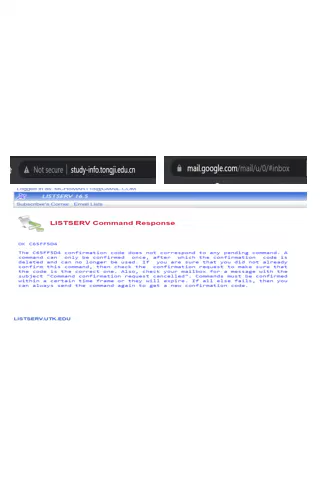 Not secure | study-info.tongji.edu.cn
mail.google.com/mail/u/0/#inbox
LISTSERV 16.5
Subscriber's Corner Email Lists
LISTSERV Command Response
OK C65FF5D6
The C65FF5D6 confirmation code does not correspond to any pending command. A
command can only be confirmed once, after which the confirmation code is
deleted and can no longer be used. If you are sure that you did not already
confirm this command, then check the confirmation request to make sure that
the code is the correct one. Also, check your mailbox for a message with the
subject "Command confirmation request cancelled". Commands must be confirmed
within a certain time frame or they will expire. If all else fails, then you
can always send the command again to get a new confirmation code.
LISTSERV.UTK.EDU